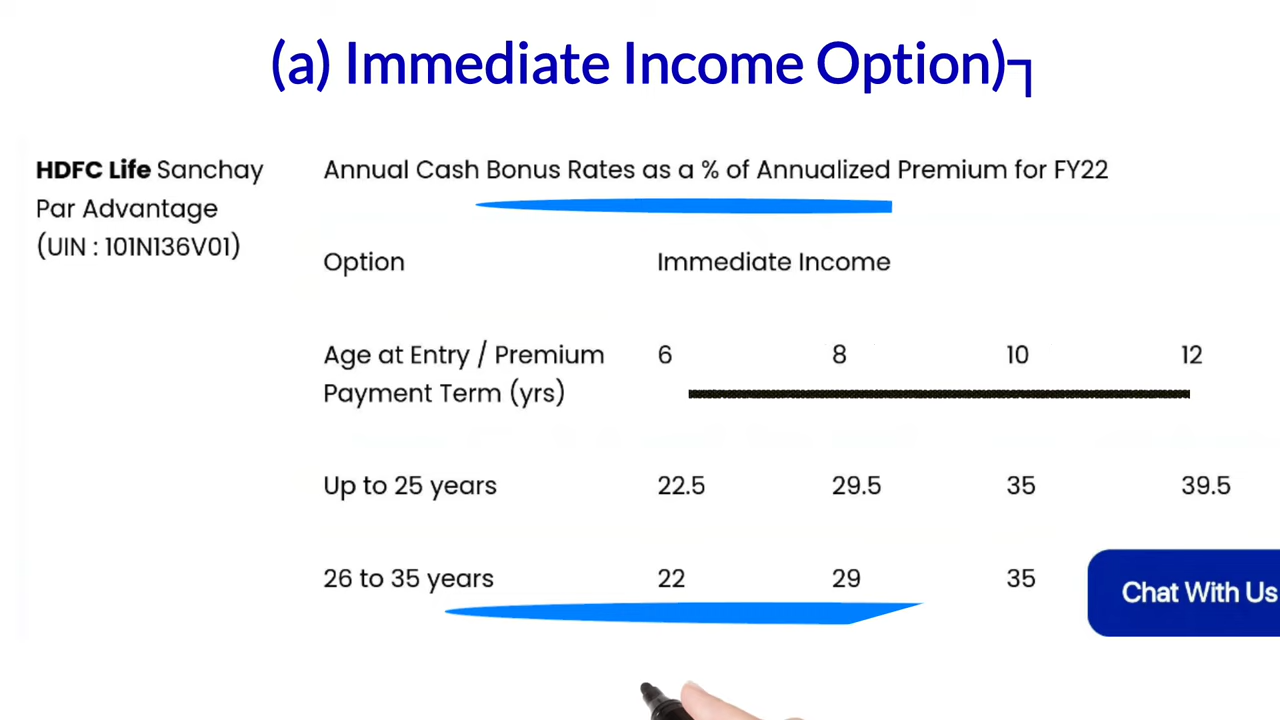 (a) Immediate Income Option)┐
HDFC Life Sanchay
Par Advantage
(UIN : 101N136V01)
Annual Cash Bonus Rates as a % of Annualized Premium for FY22
Option Immediate Income
Age at Entry / Premium 6 8 10 12
Payment Term (yrs)
Up to 25 years 22.5 29.5 35 39.5
26 to 35 years 22 29 35
Chat With Us